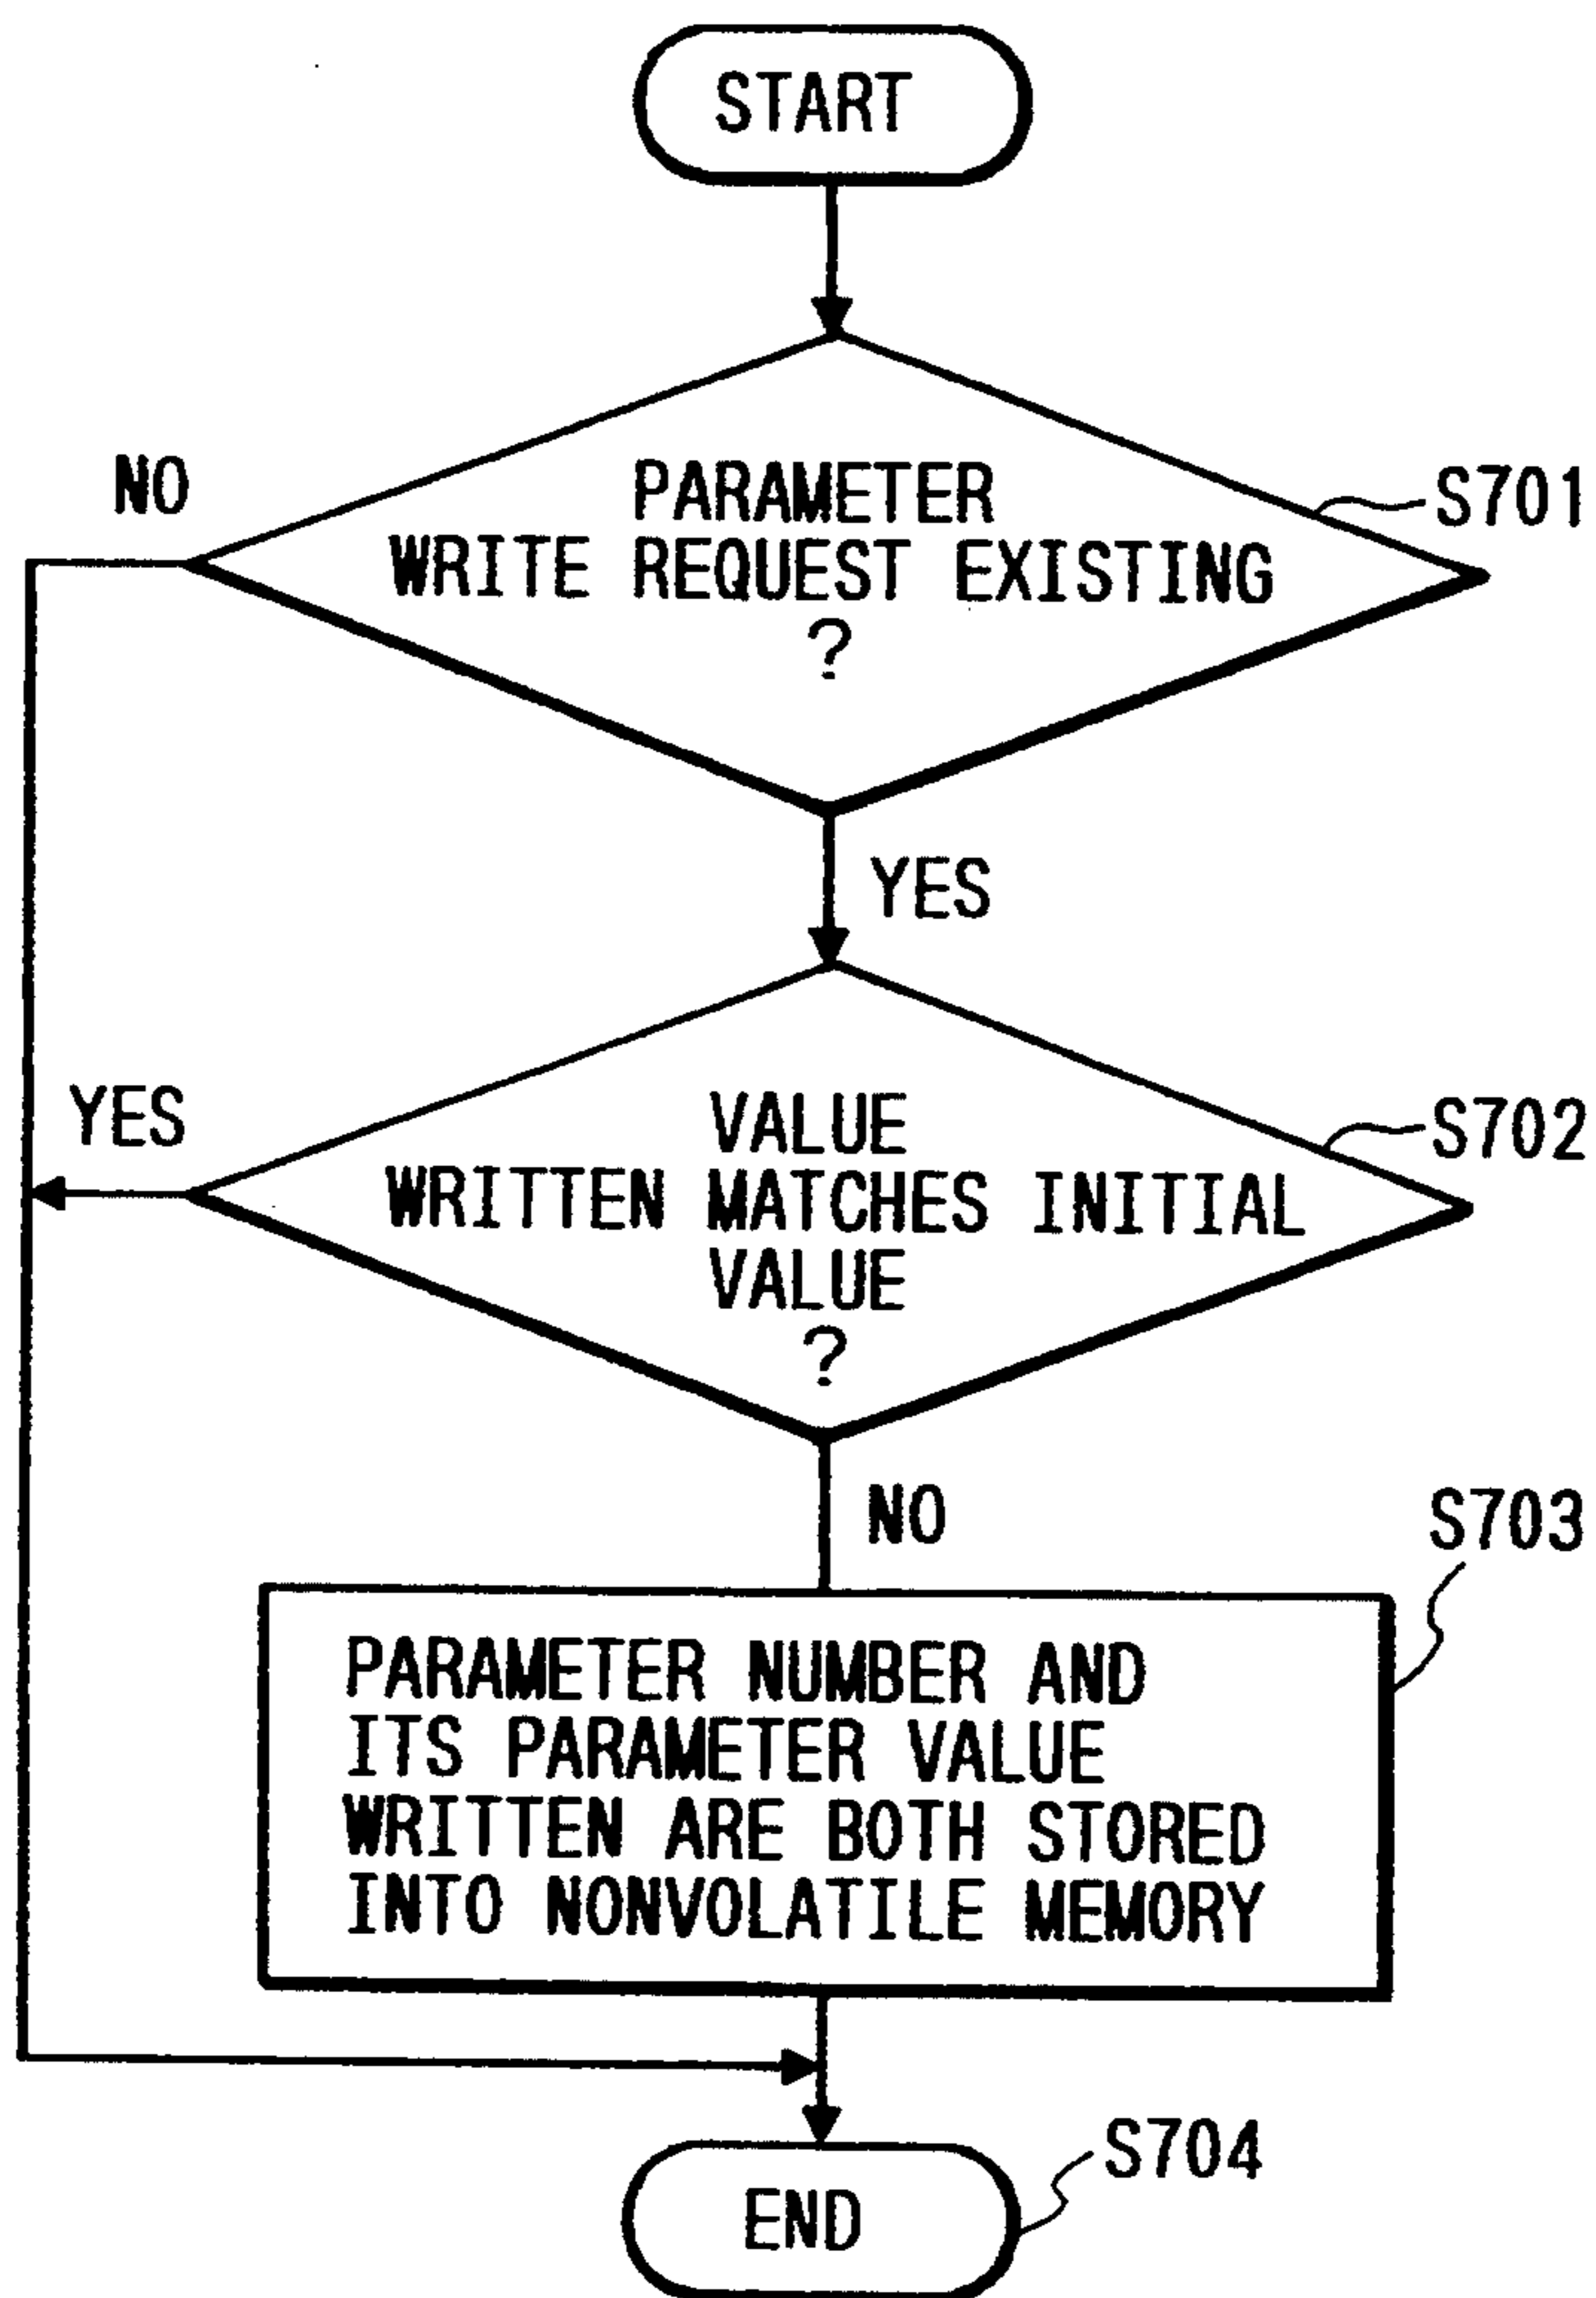 START
NO
PARAMETER
WRITE REQUEST EXISTING
?
S701
YES
YES
VALUE
WRITTEN MATCHES INITIAL
VALUE
?
S702
NO
S703
PARAMETER NUMBER AND
ITS PARAMETER VALUE
WRITTEN ARE BOTH STORED
INTO NONVOLATILE MEMORY
S704
END